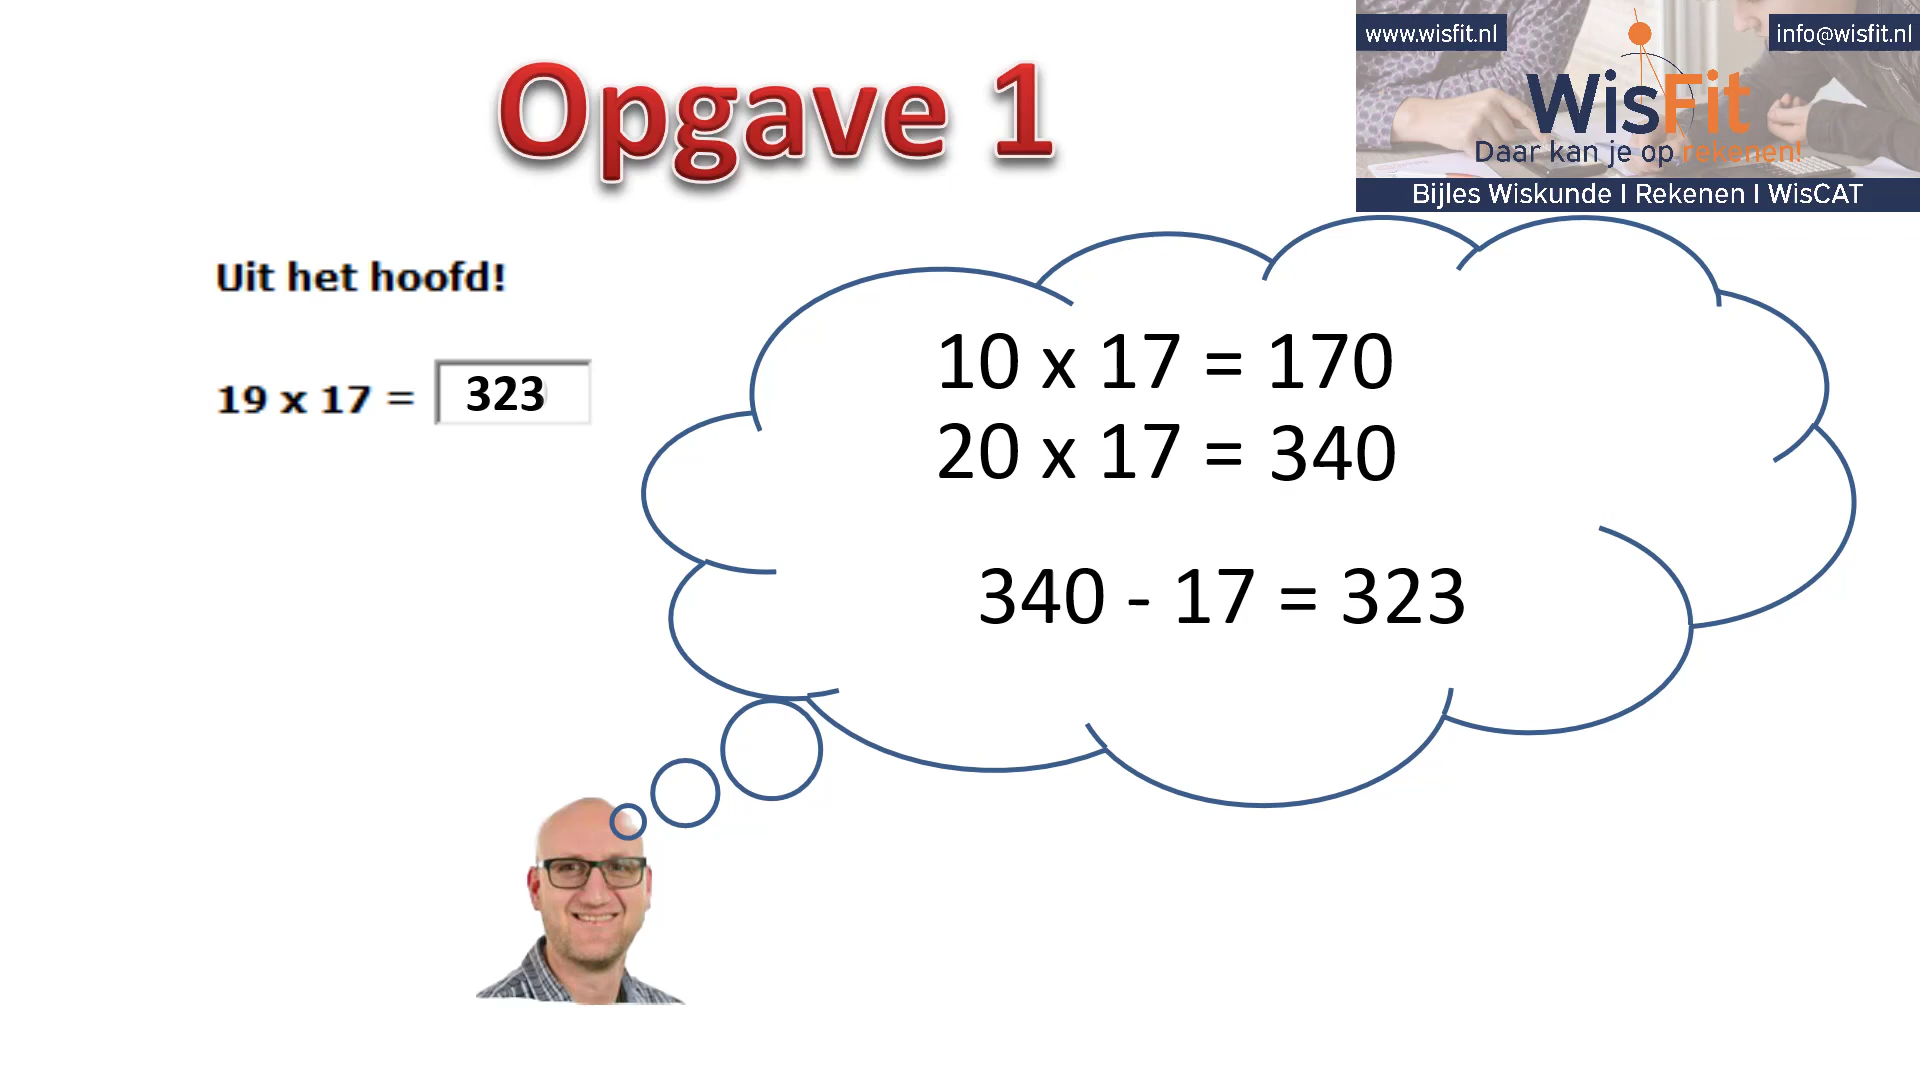 Opgave 1
www.wisfit.nl
info@wisfit.nl
WisFit
Daar kan je op rekenen!
Bijles Wiskunde I Rekenen I WisCAT
Uit het hoofd!
19 x 17 = 323
10 x 17 = 170
20 x 17 = 340
340 - 17 = 323